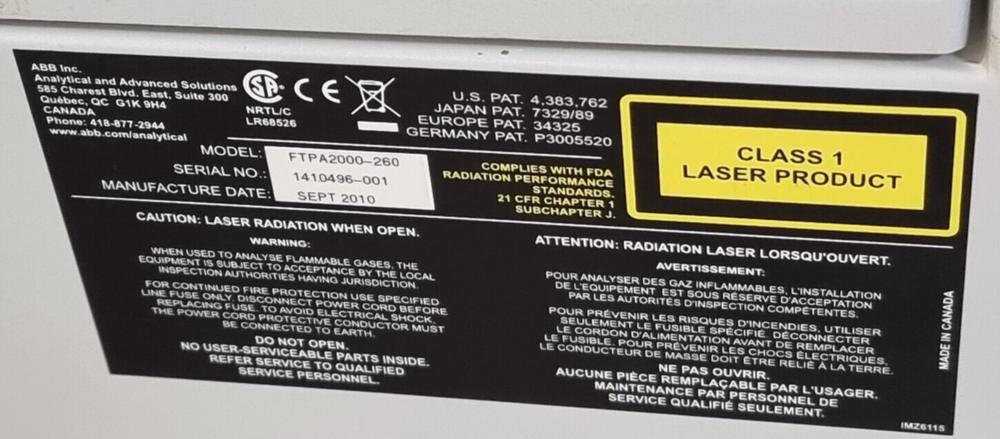 ABB Inc.
Analytical and Advanced Solutions
585 Charest Blvd. East, Suite 300
Québec, QC G1K 9H4
CANADA
Phone: 418-877-2944
www.abb.com/analytical
SA
NRTL/C
LR68526
CE
U.S. PAT. 4,383,762
JAPAN PAT. 7329/89
EUROPE PAT. 34325
GERMANY PAT. P3005520
MODEL: FTPA2000-260
SERIAL NO.: 1410496-001
MANUFACTURE DATE: SEPT 2010
COMPLIES WITH FDA
RADIATION PERFORMANCE
STANDARDS,
21 CFR CHAPTER 1
SUBCHAPTER J.
CLASS 1
LASER PRODUCT
CAUTION: LASER RADIATION WHEN OPEN.
WARNING:
WHEN USED TO ANALYSE FLAMMABLE GASES, THE
EQUIPMENT IS SUBJECT TO ACCEPTANCE BY THE LOCAL
INSPECTION AUTHORITIES HAVING JURISDICTION.
FOR CONTINUED FIRE PROTECTION USE SPECIFIED
LINE FUSE ONLY. DISCONNECT POWER CORD BEFORE
REPLACING FUSE. TO AVOID ELECTRICAL SHOCK,
THE POWER CORD PROTECTIVE CONDUCTOR MUST
BE CONNECTED TO EARTH.
DO NOT OPEN.
NO USER-SERVICEABLE PARTS INSIDE.
REFER SERVICE TO QUALIFIED
SERVICE PERSONNEL.
ATTENTION: RADIATION LASER LORSQU'OUVERT.
AVERTISSEMENT:
POUR ANALYSER DES GAZ INFLAMMABLES, L'INSTALLATION
DE L'EQUIPEMENT EST SOUS RÉSERVE D'ACCEPTATION
PAR LES AUTORITÉS D'INSPECTION COMPÉTENTES.
POUR PRÉVENIR LES RISQUES D'INCENDIES, UTILISER
SEULEMENT LE FUSIBLE SPÉCIFIÉ. DÉCONNECTER
LE CORDON D'ALIMENTATION AVANT DE REMPLACER
LE FUSIBLE. POUR PRÉVENIR LES CHOCS ÉLECTRIQUES,
LE CONDUCTEUR DE MASSE DOIT ÊTRE RELIÉ À LA TERRE.
NE PAS OUVRIR.
AUCUNE PIÈCE REMPLAÇABLE PAR L'USAGER.
MAINTENANCE PAR PERSONNEL DE
SERVICE QUALIFIÉ SEULEMENT.
MADE IN CANADA
IMZ6115